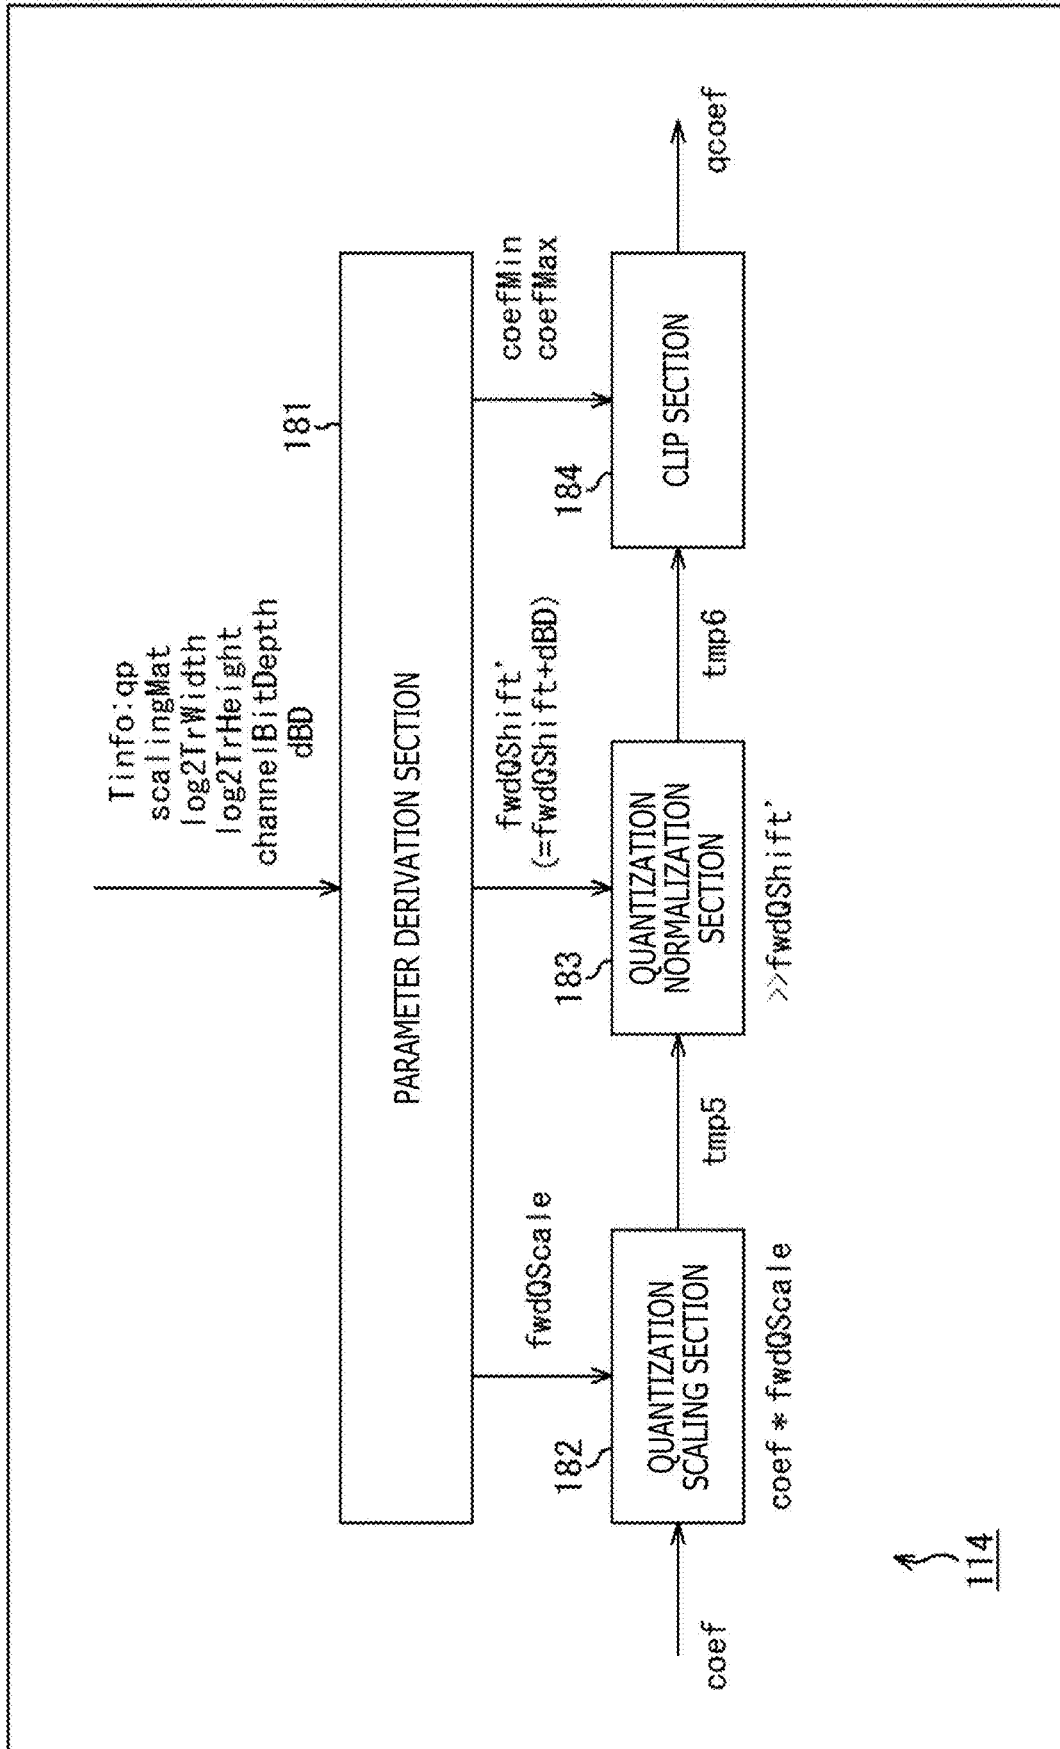 Tinfo:qp
scalingMat
log2TrWidth
log2TrHeight
channelBitDepth
dBD
181
PARAMETER DERIVATION SECTION
fwdQScale
fwdQShift'
(=fwdQShift+dBD)
coefMin
coefMax
182
183
184
coef
QUANTIZATION
SCALING SECTION
tmp5
QUANTIZATION
NORMALIZATION
SECTION
tmp6
CLIP SECTION
qcoef
coef * fwdQScale
>>fwdQShift'
114